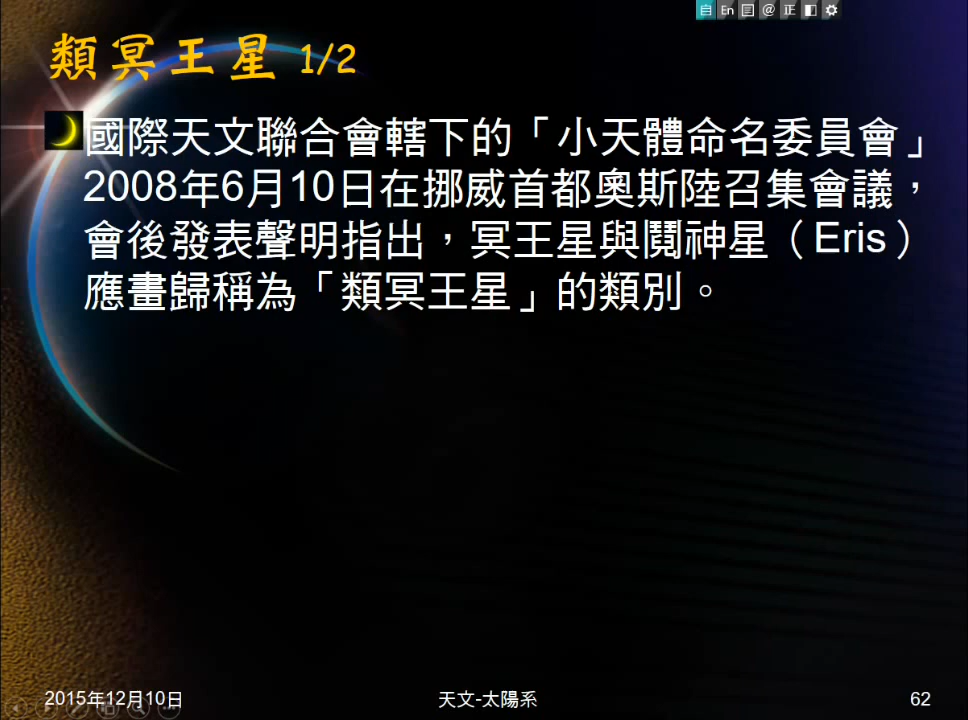 自 En @ 正
類冥王星 1/2
國際天文聯合會轄下的「小天體命名委員會」
2008年6月10日在挪威首都奧斯陸召集會議，
會後發表聲明指出，冥王星與鬩神星（Eris）
應畫歸稱為「類冥王星」的類別。
2015年12月10日
天文-太陽系
62